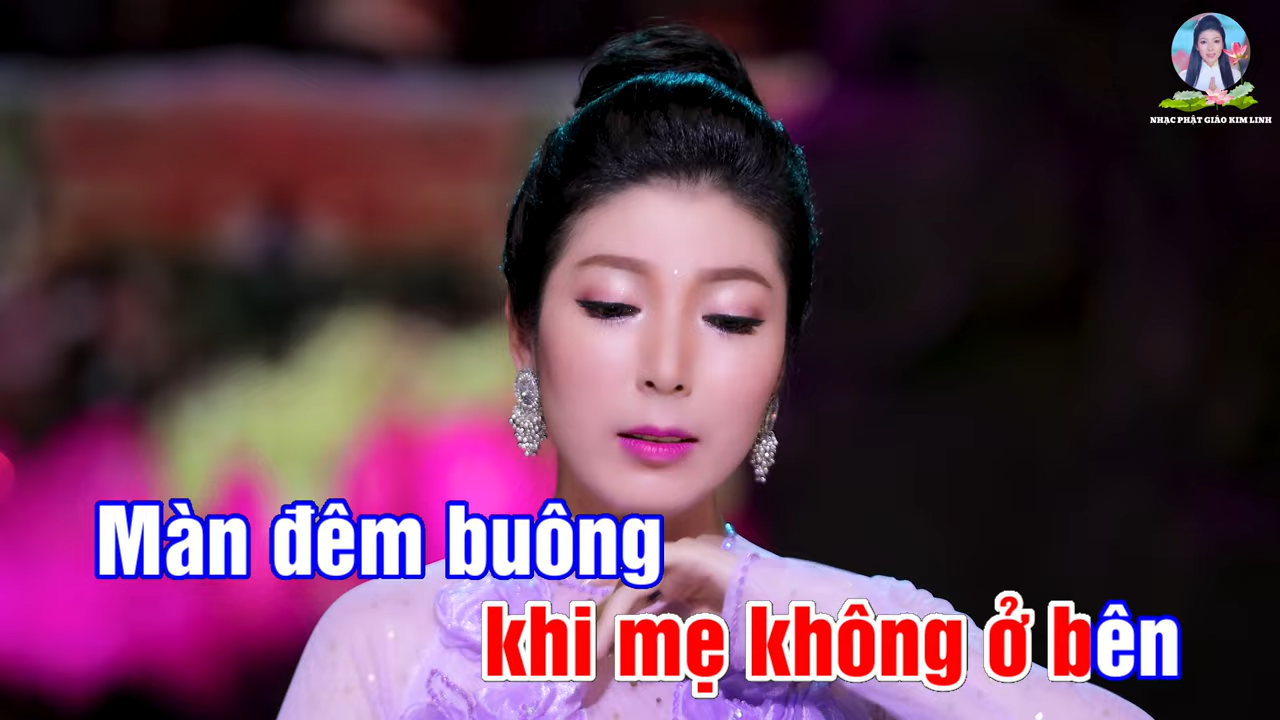 NHẠC PHẬT GIÁO KIM LINH
Màn đêm buông
khi mẹ không ở bên